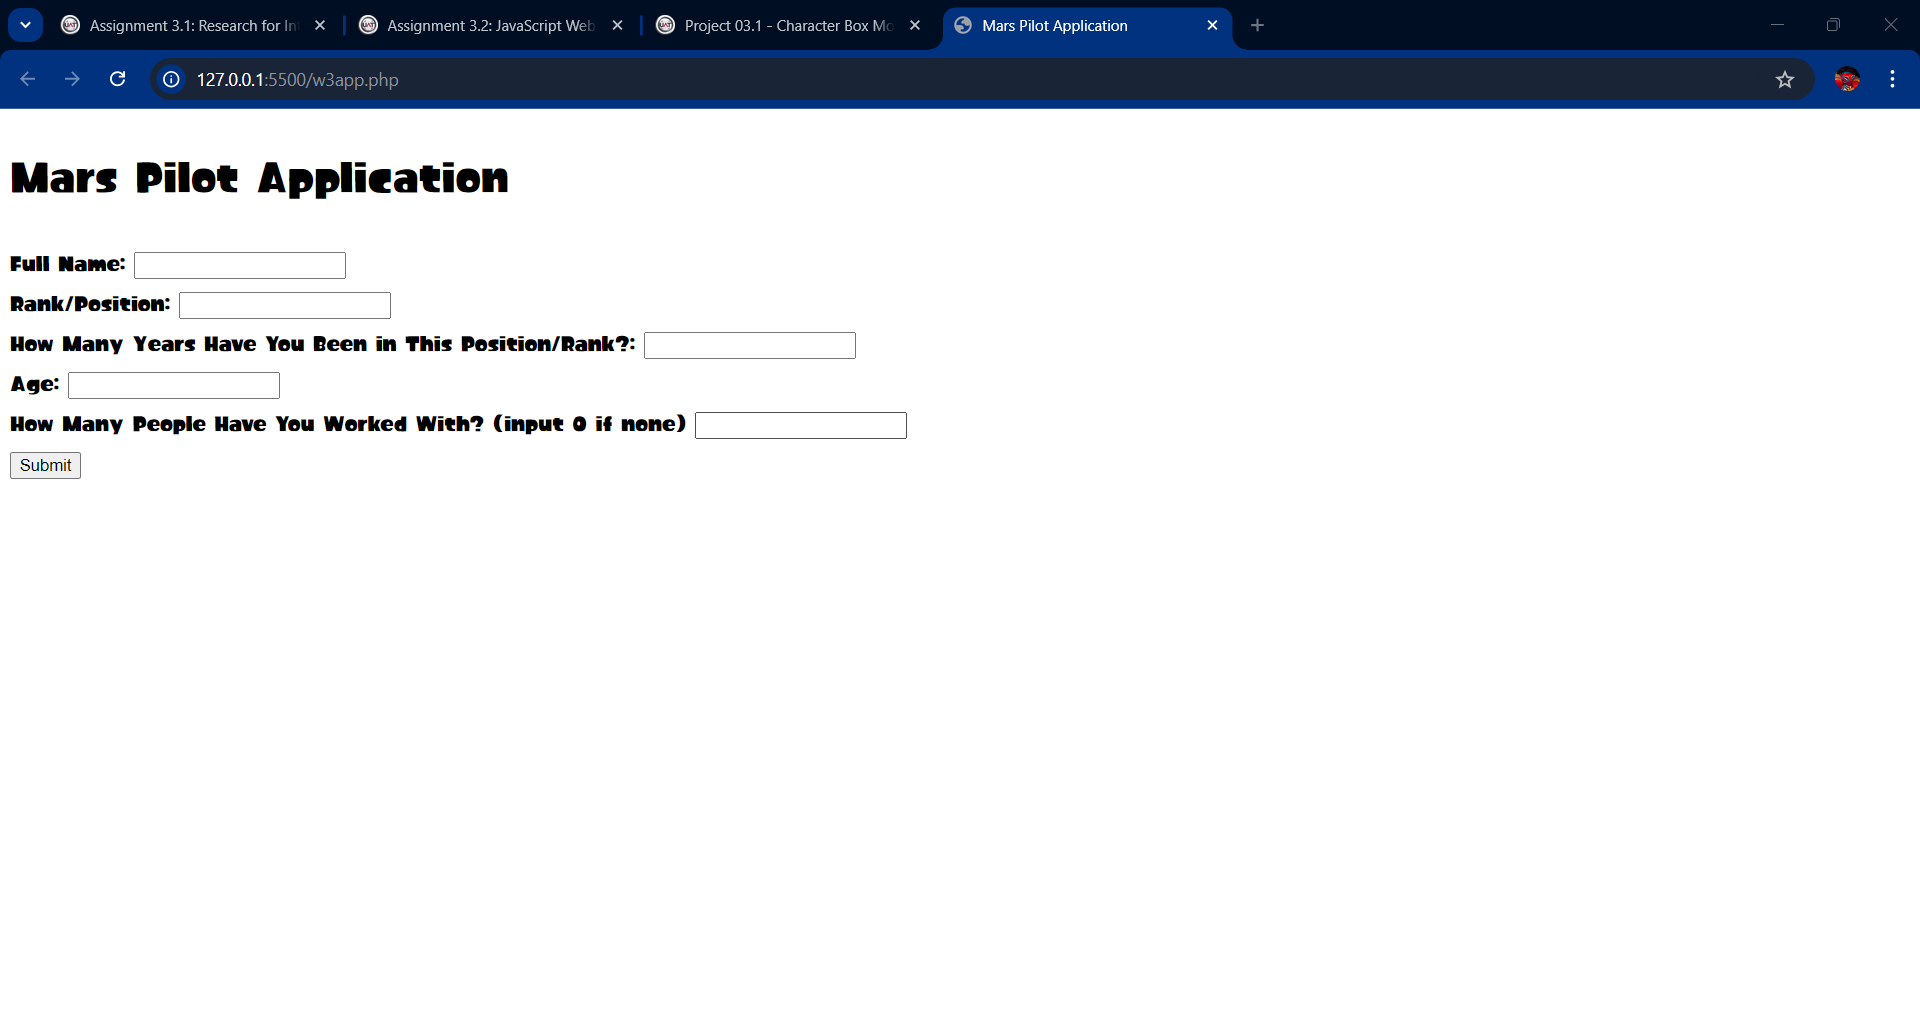 Assignment 3.1: Research for In
Assignment 3.2: JavaScript Web
Project 03.1 - Character Box Mo
Mars Pilot Application
127.0.0.1:5500/w3app.php
Mars Pilot Application
Full Name:
Rank/Position:
How Many Years Have You Been in This Position/Rank?:
Age:
How Many People Have You Worked With? (input 0 if none)
Submit